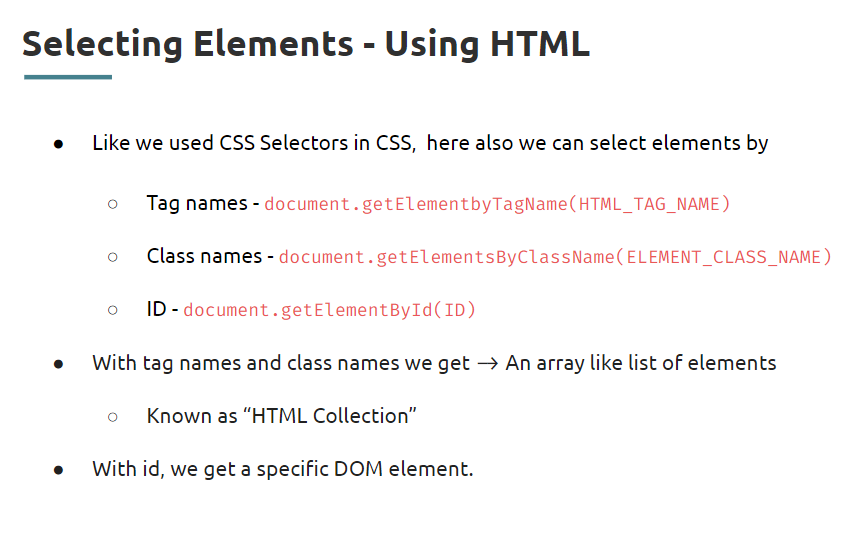 Selecting Elements - Using HTML
● Like we used CSS Selectors in CSS, here also we can select elements by
○ Tag names - document.getElementbyTagName(HTML_TAG_NAME)
○ Class names - document.getElementsByClassName(ELEMENT_CLASS_NAME)
○ ID - document.getElementById(ID)
● With tag names and class names we get → An array like list of elements
○ Known as “HTML Collection”
● With id, we get a specific DOM element.